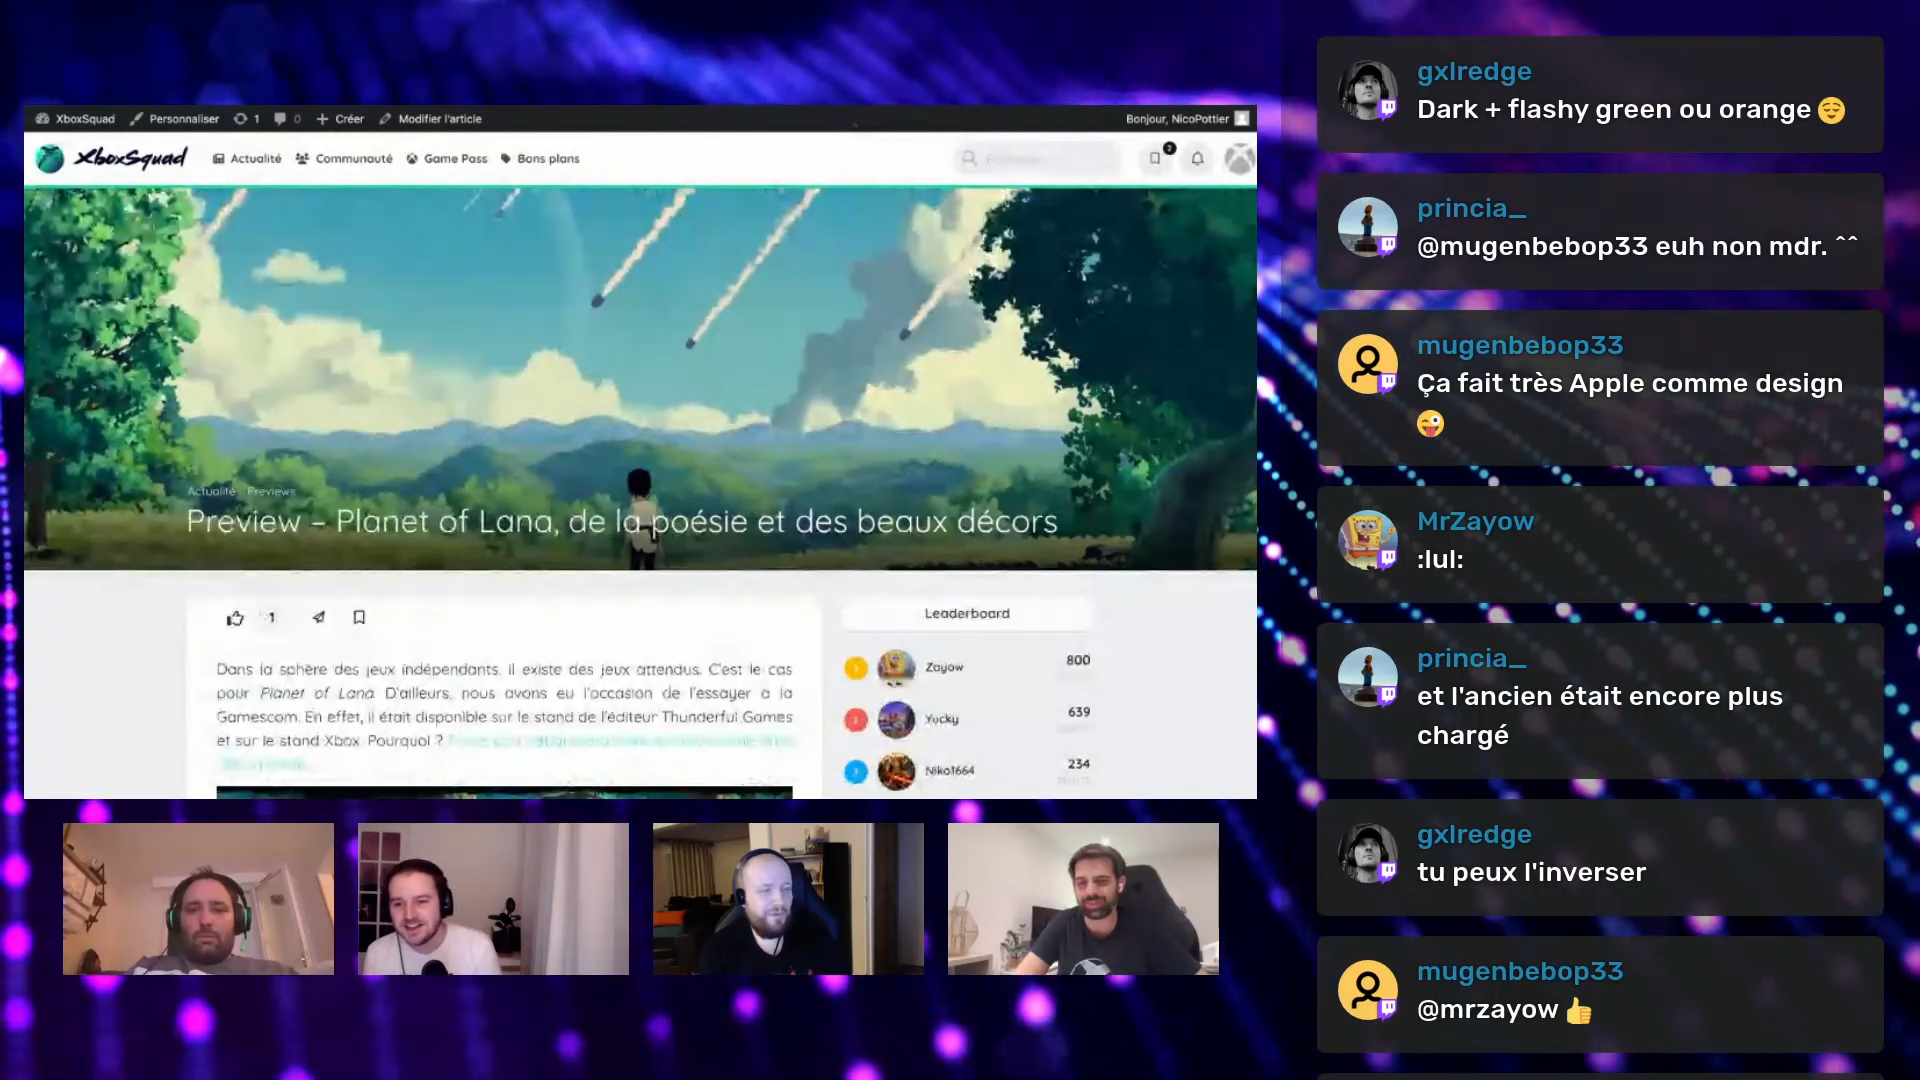 XboxSquad Personnaliser 1 0 Créer Modifier l'article Bonjour, NicoPottier
XboxSquad Actualité Communauté Game Pass Bons plans 2
Actualité Previews
Preview – Planet of Lana, de la poésie et des beaux décors
1
Dans la sphère des jeux indépendants, il existe des jeux attendus. C'est le cas
pour Planet of Lana. D'ailleurs, nous avons eu l'occasion de l'essayer a la
Gamescom. En effet, il était disponible sur le stand de l'éditeur Thunderful Games
et sur le stand Xbox. Pourquoi ?
Leaderboard
Zayow 800
Yucky 639
Niko1664 234
gxlredge
Dark + flashy green ou orange 😌
princia_
@mugenbebop33 euh non mdr. ^^
mugenbebop33
Ça fait très Apple comme design
😜
MrZayow
:lul:
princia_
et l'ancien était encore plus
chargé
gxlredge
tu peux l'inverser
mugenbebop33
@mrzayow 👍